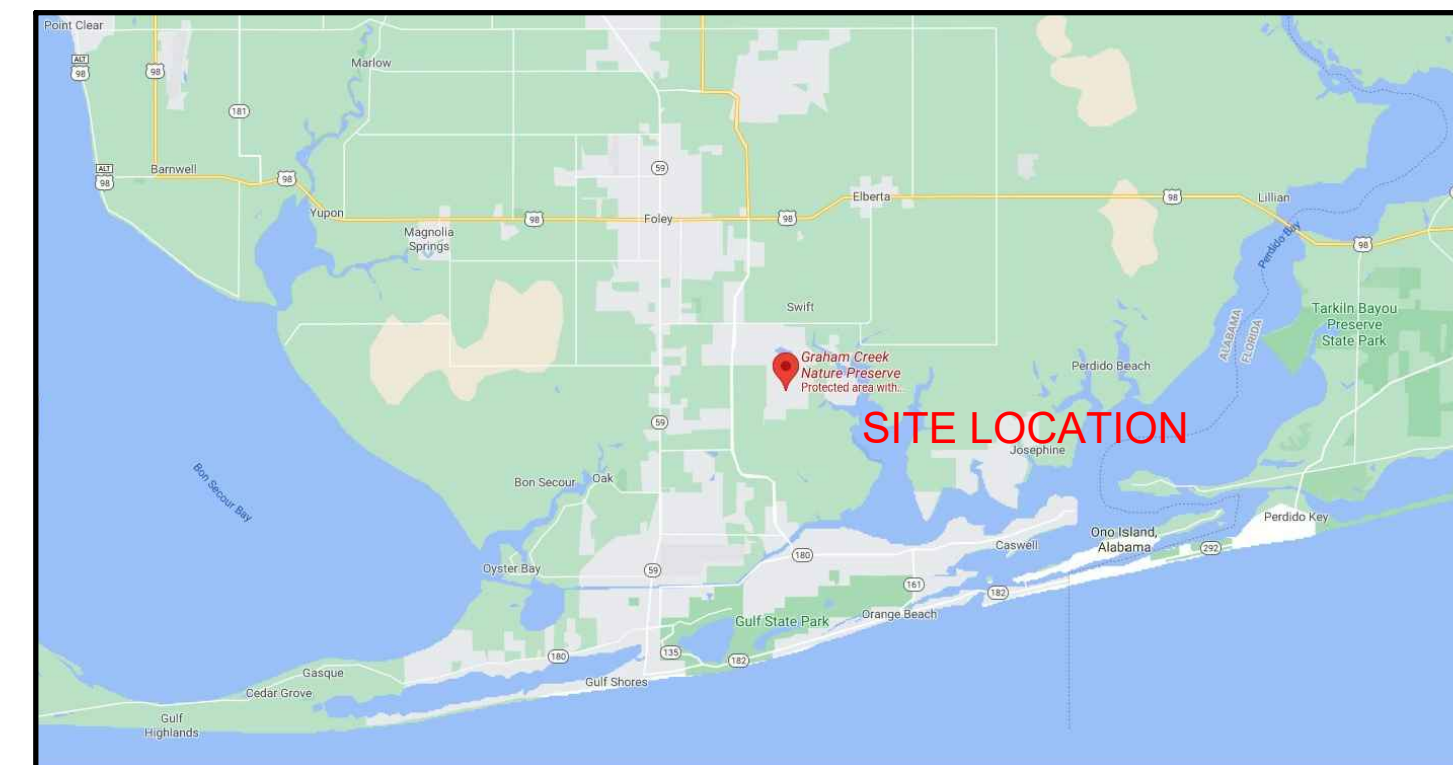 Point Clear
ALT
98
98
Marlow
181
ALT
98
Barnwell
98
59
Yupon
98
Foley
98
Elberta
98
Lillian
Magnolia
Springs
Perdido Bay
98
Swift
ALABAMA
FLORIDA
Tarkiln Bayou
Preserve
State Park
Graham Creek
Nature Preserve
Protected area with...
Perdido Beach
59
SITE LOCATION
Josephine
Bon Secour Bay
Bon Secour
Oak
Perdido Key
Ono Island,
Alabama
Caswell
292
180
Oyster Bay
59
161
182
Gulf State Park
Orange Beach
180
135
182
Gasque
Gulf Shores
Cedar Grove
Gulf
Highlands